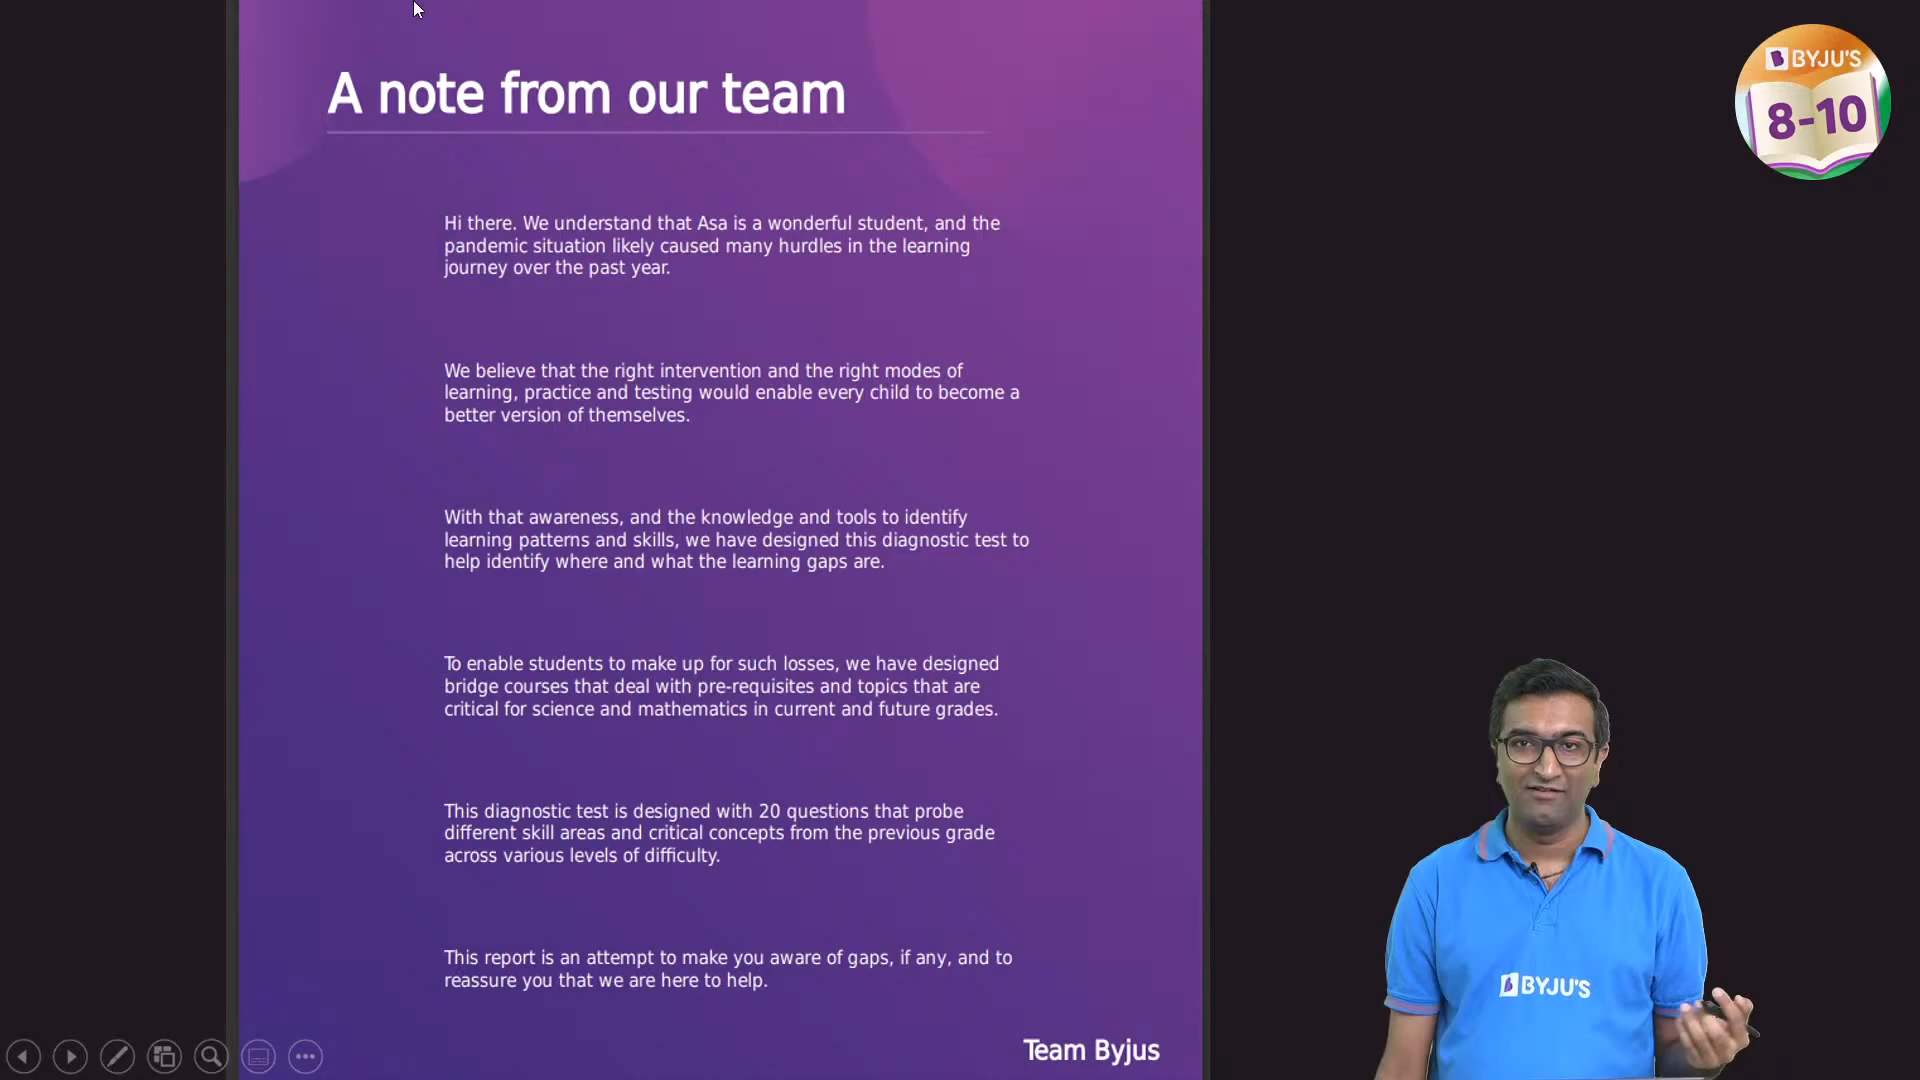 A note from our team
BYJU'S
8-10
Hi there. We understand that Asa is a wonderful student, and the
pandemic situation likely caused many hurdles in the learning
journey over the past year.
We believe that the right intervention and the right modes of
learning, practice and testing would enable every child to become a
better version of themselves.
With that awareness, and the knowledge and tools to identify
learning patterns and skills, we have designed this diagnostic test to
help identify where and what the learning gaps are.
To enable students to make up for such losses, we have designed
bridge courses that deal with pre-requisites and topics that are
critical for science and mathematics in current and future grades.
This diagnostic test is designed with 20 questions that probe
different skill areas and critical concepts from the previous grade
across various levels of difficulty.
This report is an attempt to make you aware of gaps, if any, and to
reassure you that we are here to help.
BYJU'S
Team Byjus